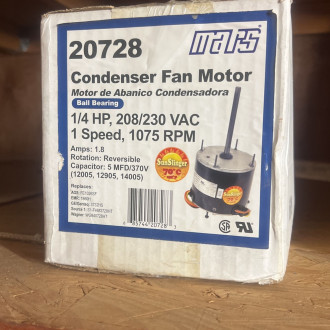 20728
mars
Condenser Fan Motor
Motor de Abanico Condensadora
Ball Bearing
1/4 HP, 208/230 VAC
1 Speed, 1075 RPM
Amps: 1.8
Rotation: Reversible
Capacitor: 5 MFD/370V
(12005, 12905, 14005)
SunSlinger
70°C
Replaces: